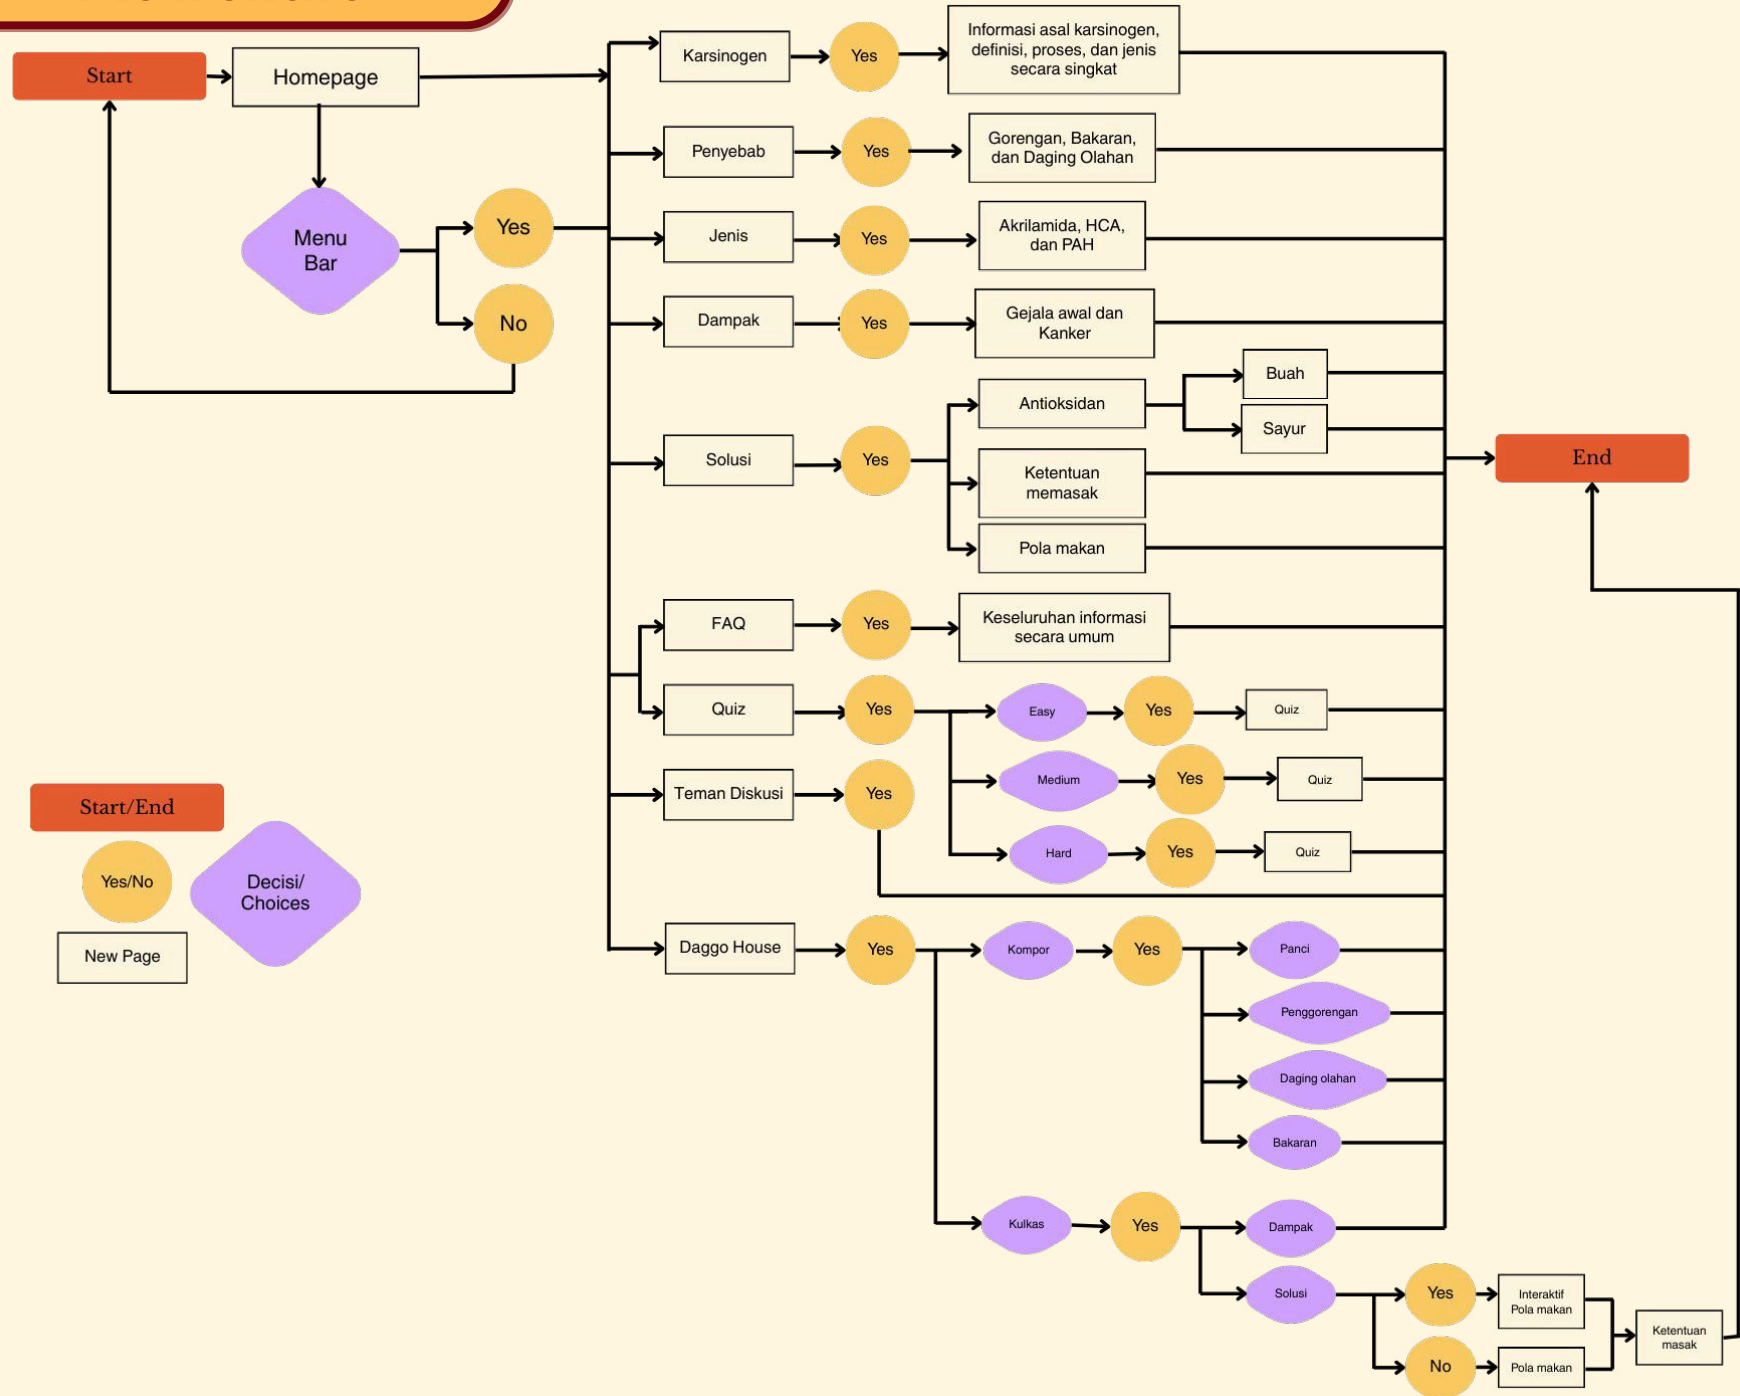 Start
Homepage
Menu
Bar
Yes
No
Karsinogen
Yes
Informasi asal karsinogen,
definisi, proses, dan jenis
secara singkat
Penyebab
Yes
Gorengan, Bakaran,
dan Daging Olahan
Jenis
Yes
Akrilamida, HCA,
dan PAH
Dampak
Yes
Gejala awal dan
Kanker
Solusi
Yes
Antioksidan
Buah
Sayur
Ketentuan
memasak
Pola makan
End
FAQ
Yes
Keseluruhan informasi
secara umum
Quiz
Yes
Easy
Yes
Quiz
Medium
Yes
Quiz
Hard
Yes
Quiz
Teman Diskusi
Yes
Daggo House
Yes
Kompor
Yes
Panci
Penggorengan
Daging olahan
Bakaran
Kulkas
Yes
Dampak
Solusi
Yes
Interaktif
Pola makan
No
Pola makan
Ketentuan
masak
Start/End
Yes/No
Decisi/
Choices
New Page